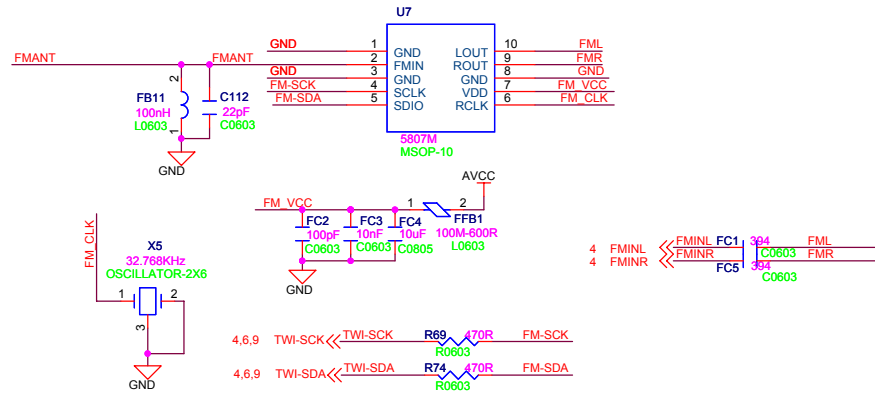 U7
FMANT
FMANT
GND
1
GND
LOUT
10
FML
2
FMIN
ROUT
9
FMR
GND
3
GND
GND
8
GND
FM-SCK
4
SCLK
VDD
7
FM_VCC
FM-SDA
5
SDIO
RCLK
6
FM_CLK
5807M
MSOP-10
2
FB11
100nH
L0603
1
C112
22pF
C0603
GND
FM_VCC
FC2
100pF
C0603
FC3
10nF
C0603
FC4
10uF
C0805
1
2
AVCC
FFB1
100M-600R
L0603
GND
FM_CLK
X5
32.768KHz
OSCILLATOR-2X6
1
2
3
GND
4 FMINL
FMINL
FC1
394
C0603
FML
4 FMINR
FMINR
FC5
394
C0603
FMR
4,6,9 TWI-SCK
TWI-SCK
R69
470R
R0603
FM-SCK
4,6,9 TWI-SDA
TWI-SDA
R74
470R
R0603
FM-SDA